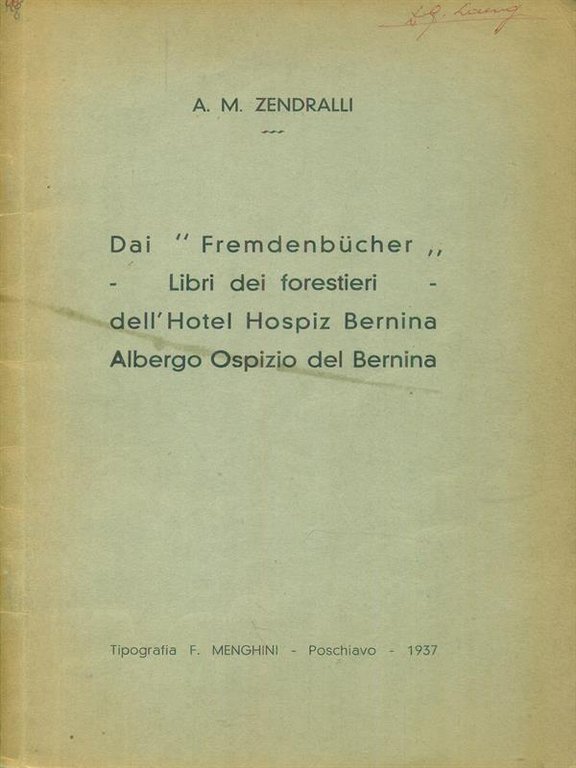 A. M. ZENDRALLI
Dai " Fremdenbücher „
- Libri dei forestieri -
dell'Hotel Hospiz Bernina
Albergo Ospizio del Bernina
Tipografia F. MENGHINI - Poschiavo - 1937